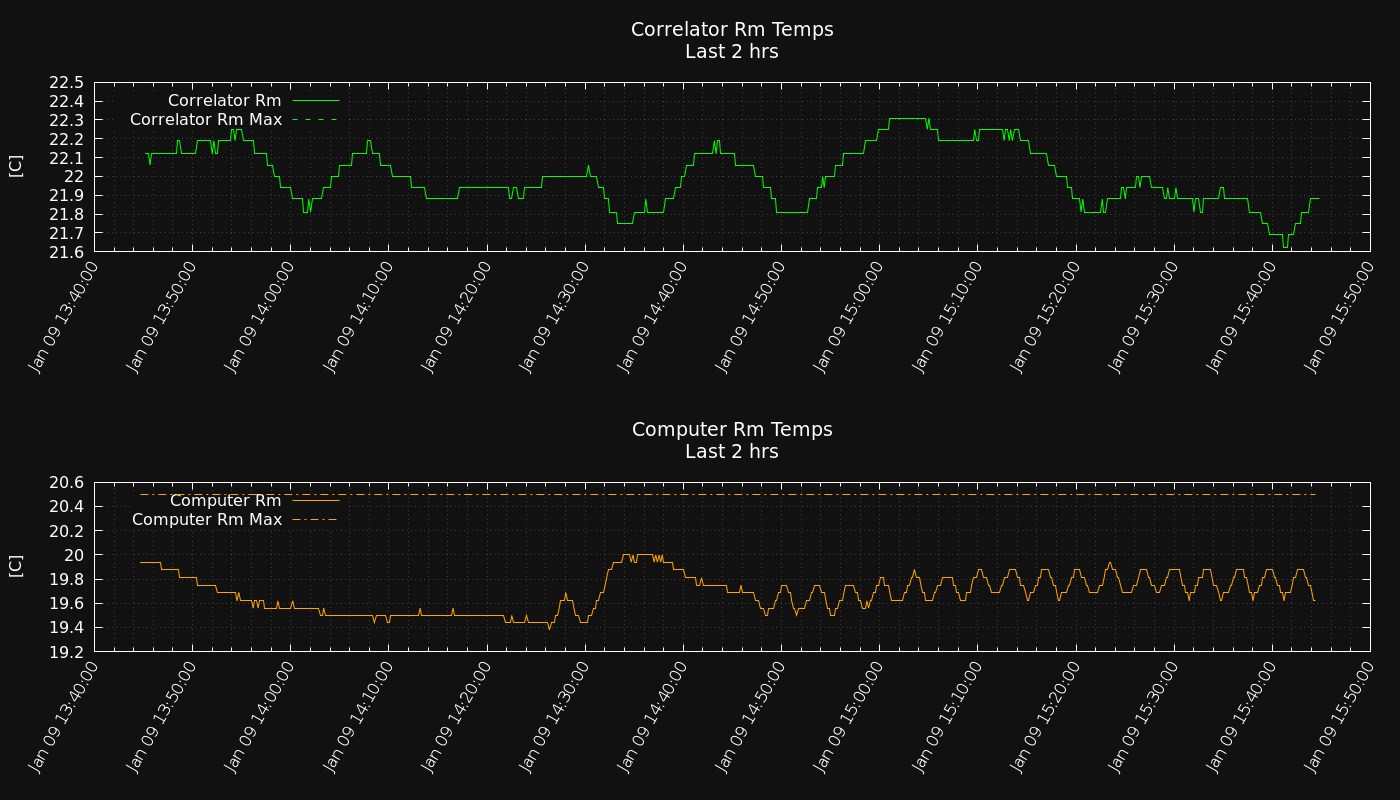 Correlator Rm Temps
Last 2 hrs
22.5
22.4
22.3
22.2
22.1
22
21.9
21.8
21.7
21.6
[C]
Correlator Rm
Correlator Rm Max
Jan 09 13:40:00
Jan 09 13:50:00
Jan 09 14:00:00
Jan 09 14:10:00
Jan 09 14:20:00
Jan 09 14:30:00
Jan 09 14:40:00
Jan 09 14:50:00
Jan 09 15:00:00
Jan 09 15:10:00
Jan 09 15:20:00
Jan 09 15:30:00
Jan 09 15:40:00
Jan 09 15:50:00
Computer Rm Temps
Last 2 hrs
20.6
20.4
20.2
20
19.8
19.6
19.4
19.2
[C]
Computer Rm
Computer Rm Max
Jan 09 13:40:00
Jan 09 13:50:00
Jan 09 14:00:00
Jan 09 14:10:00
Jan 09 14:20:00
Jan 09 14:30:00
Jan 09 14:40:00
Jan 09 14:50:00
Jan 09 15:00:00
Jan 09 15:10:00
Jan 09 15:20:00
Jan 09 15:30:00
Jan 09 15:40:00
Jan 09 15:50:00